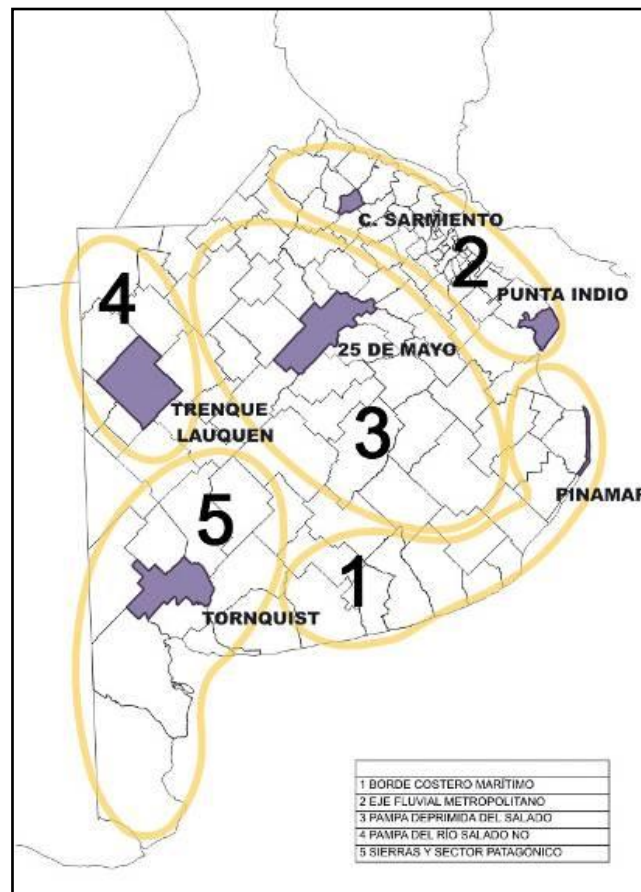 C. SARMIENTO
2
PUNTA INDIO
4
25 DE MAYO
TRENQUE
LAUQUEN
3
PINAMAR
5
1
TORNQUIST
1 BORDE COSTERO MARÍTIMO
2 EJE FLUVIAL METROPOLITANO
3 PAMPA DEPRIMIDA DEL SALADO
4 PAMPA DEL RÍO SALADO NO
5 SIERRAS Y SECTOR PATAGÓNICO